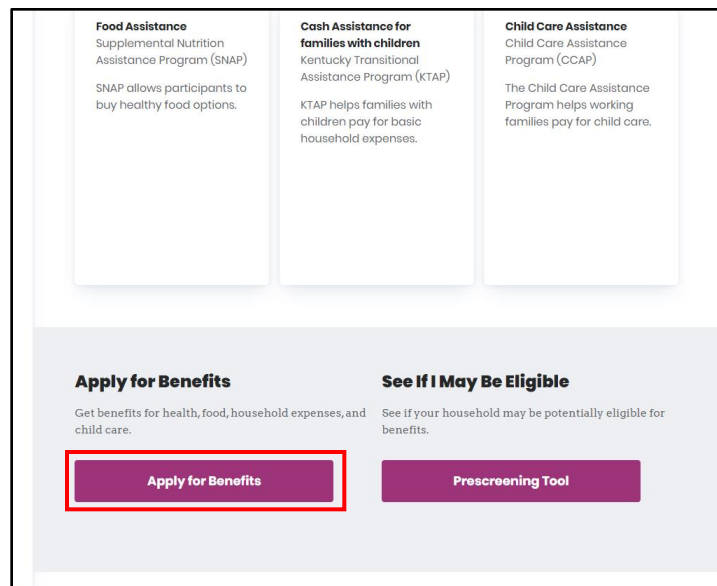 Food Assistance
Supplemental Nutrition
Assistance Program (SNAP)
SNAP allows participants to
buy healthy food options.
Cash Assistance for
families with children
Kentucky Transitional
Assistance Program (KTAP)
KTAP helps families with
children pay for basic
household expenses.
Child Care Assistance
Child Care Assistance
Program (CCAP)
The Child Care Assistance
Program helps working
families pay for child care.
Apply for Benefits
Get benefits for health, food, household expenses, and
child care.
Apply for Benefits
See If I May Be Eligible
See if your household may be potentially eligible for
benefits.
Prescreening Tool